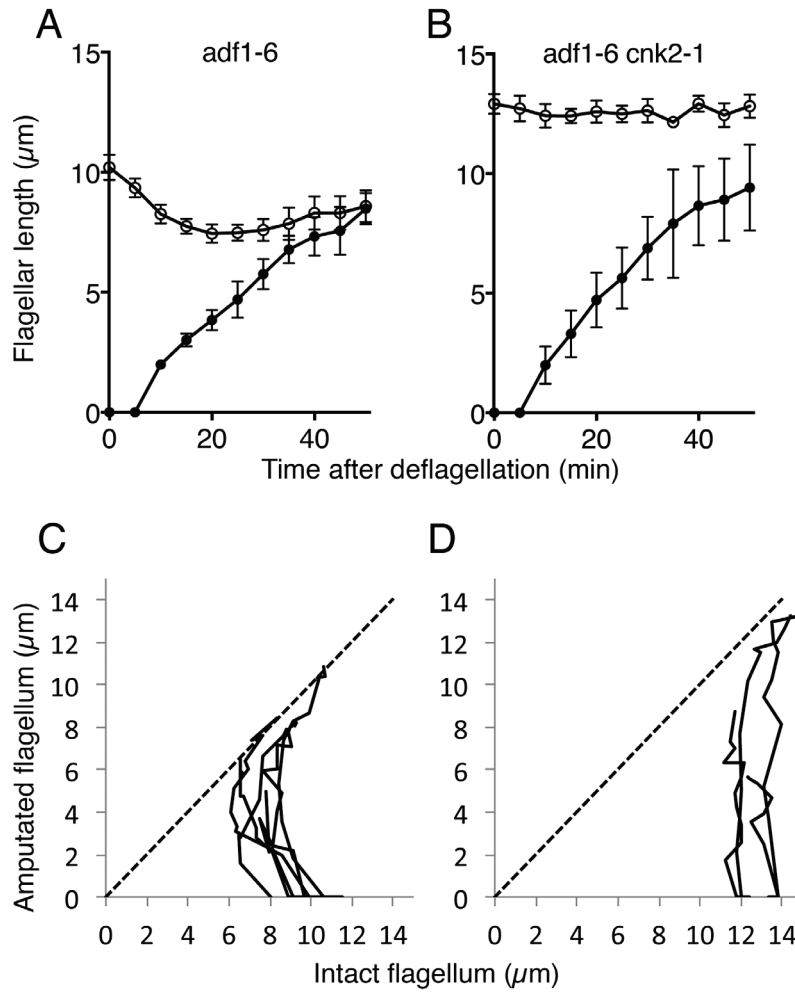 A
B
adf1-6
adf1-6 cnk2-1
15
10
5
0
15
10
5
0
Flagellar length (µm)
0 20 40
0 20 40
Time after deflagellation (min)
C
D
14
12
10
8
6
4
2
0
14
12
10
8
6
4
2
0
Amputated flagellum (µm)
0 2 4 6 8 10 12 14
0 2 4 6 8 10 12 14
Intact flagellum (µm)